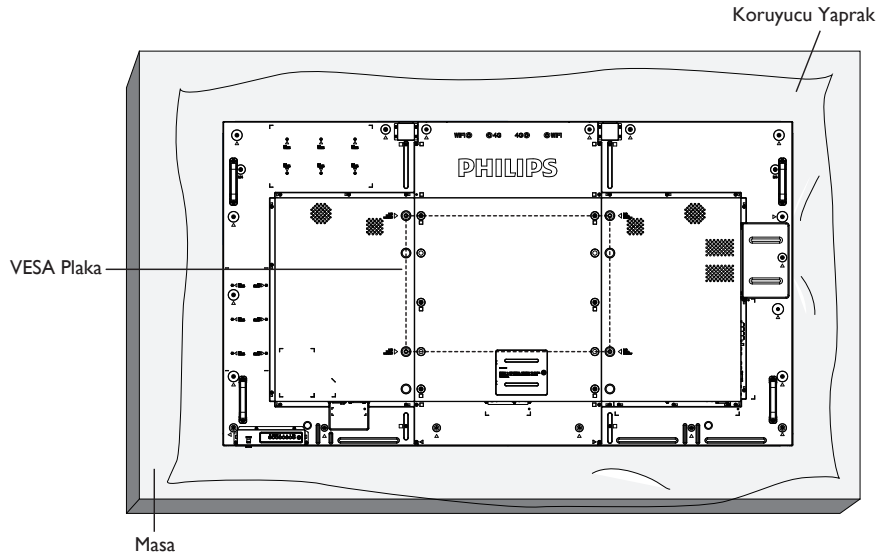 Koruyucu Yaprak
WIFI 4G 4G WIFI
PHILIPS
VESA Plaka
Masa